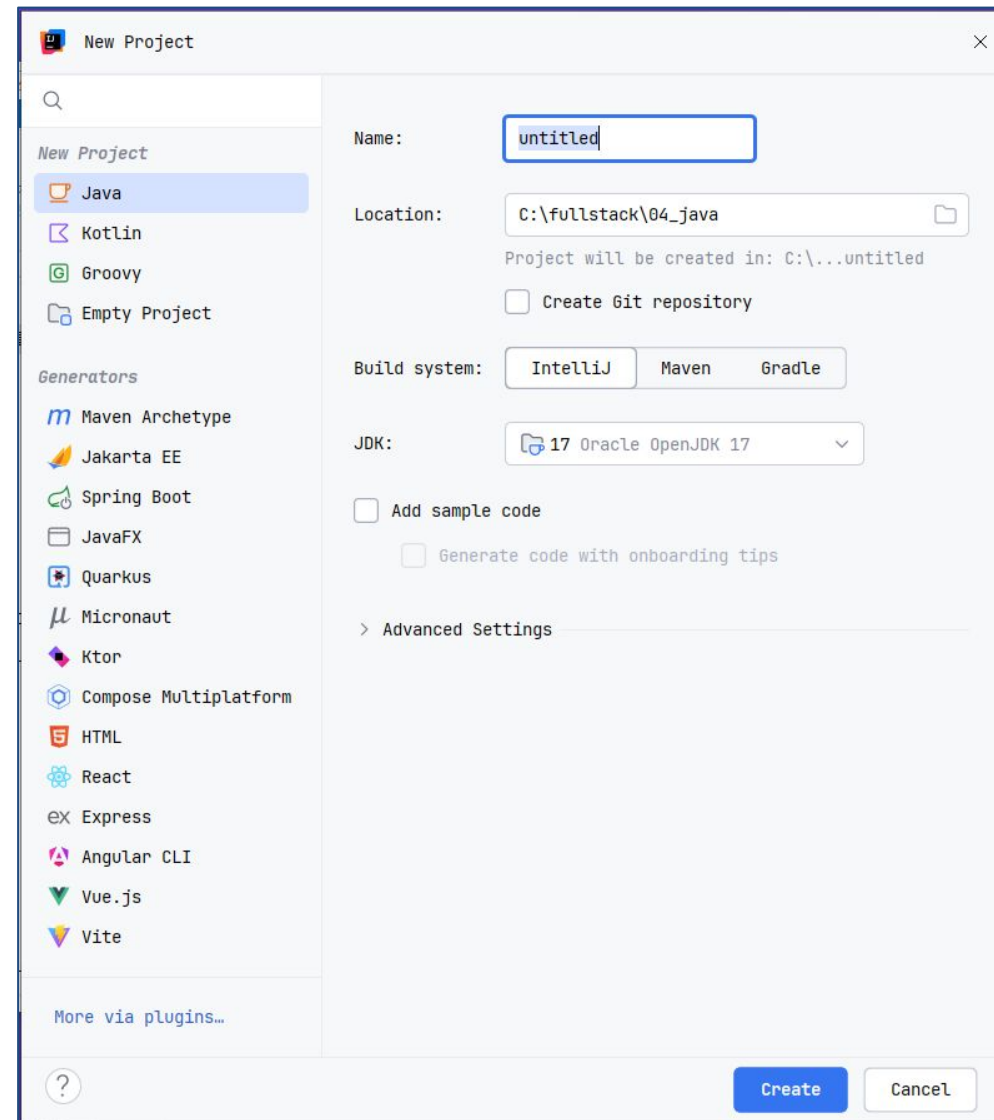 New Project
New Project
Java
Kotlin
Groovy
Empty Project
Generators
Maven Archetype
Jakarta EE
Spring Boot
JavaFX
Quarkus
Micronaut
Ktor
Compose Multiplatform
HTML
React
ex Express
Angular CLI
Vue.js
Vite
More via plugins…
Name: untitled
Location: C:\fullstack\04_java
Project will be created in: C:\...untitled
Create Git repository
Build system: IntelliJ Maven Gradle
JDK: 17 Oracle OpenJDK 17
Add sample code
Generate code with onboarding tips
Advanced Settings
? Create Cancel